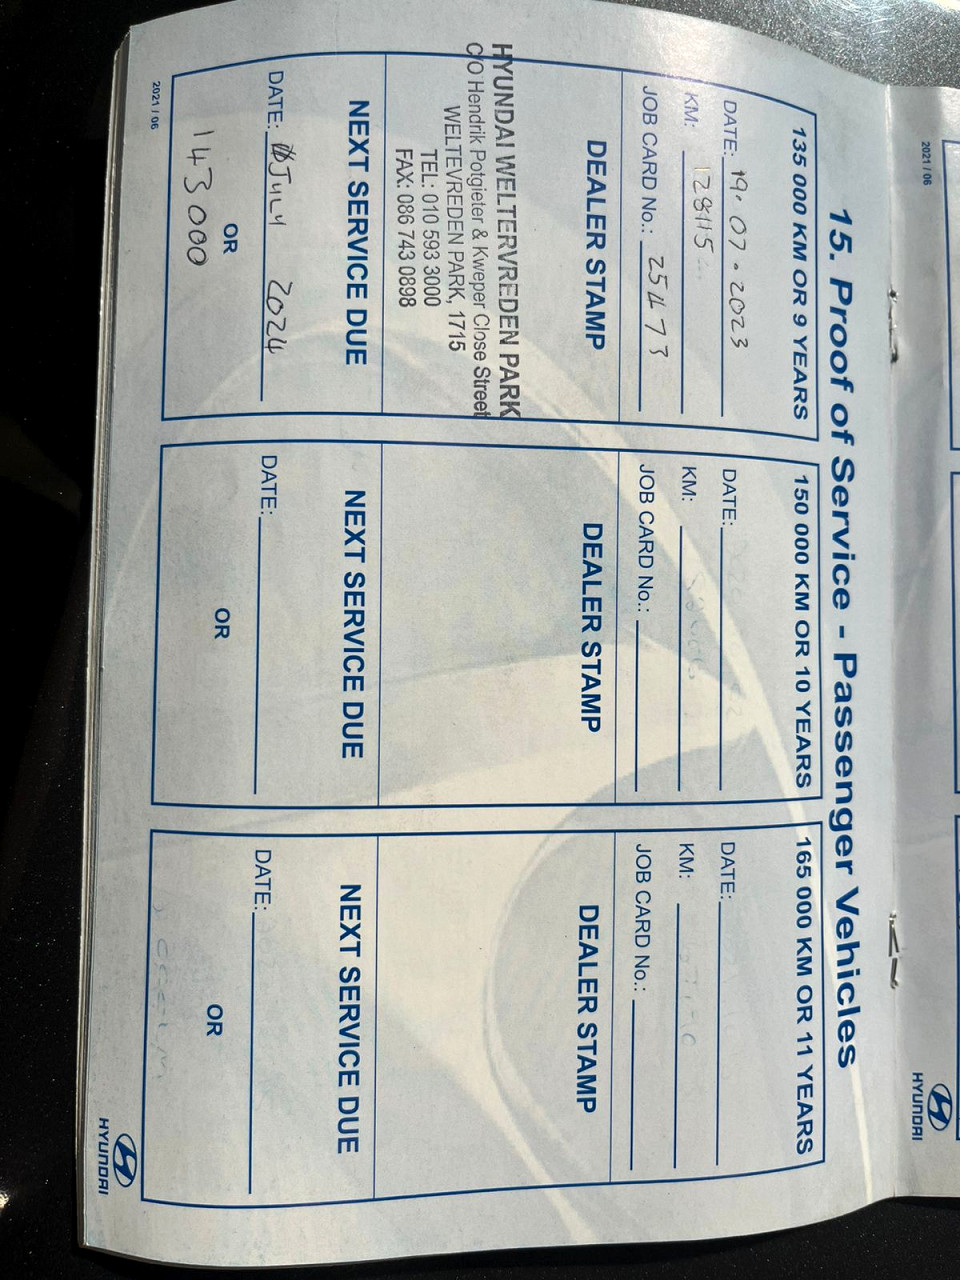 15. Proof of Service - Passenger Vehicles
135 000 KM OR 9 YEARS
DATE: 19.07.2023
KM: 128115
JOB CARD No.: 25473
DEALER STAMP
HYUNDAI WELTERVREDEN PARK
C/O Hendrik Potgieter & Kweper Close Street
WELTEVREDEN PARK, 1715
TEL: 010 593 3000
FAX: 086 743 0898
NEXT SERVICE DUE
DATE: July 2024
OR
143000
150 000 KM OR 10 YEARS
DATE:
KM:
JOB CARD No.:
DEALER STAMP
NEXT SERVICE DUE
DATE:
OR
165 000 KM OR 11 YEARS
DATE:
KM:
JOB CARD No.:
DEALER STAMP
NEXT SERVICE DUE
DATE:
OR
2021 / 06
HYUNDAI
2021 / 06
HYUNDAI